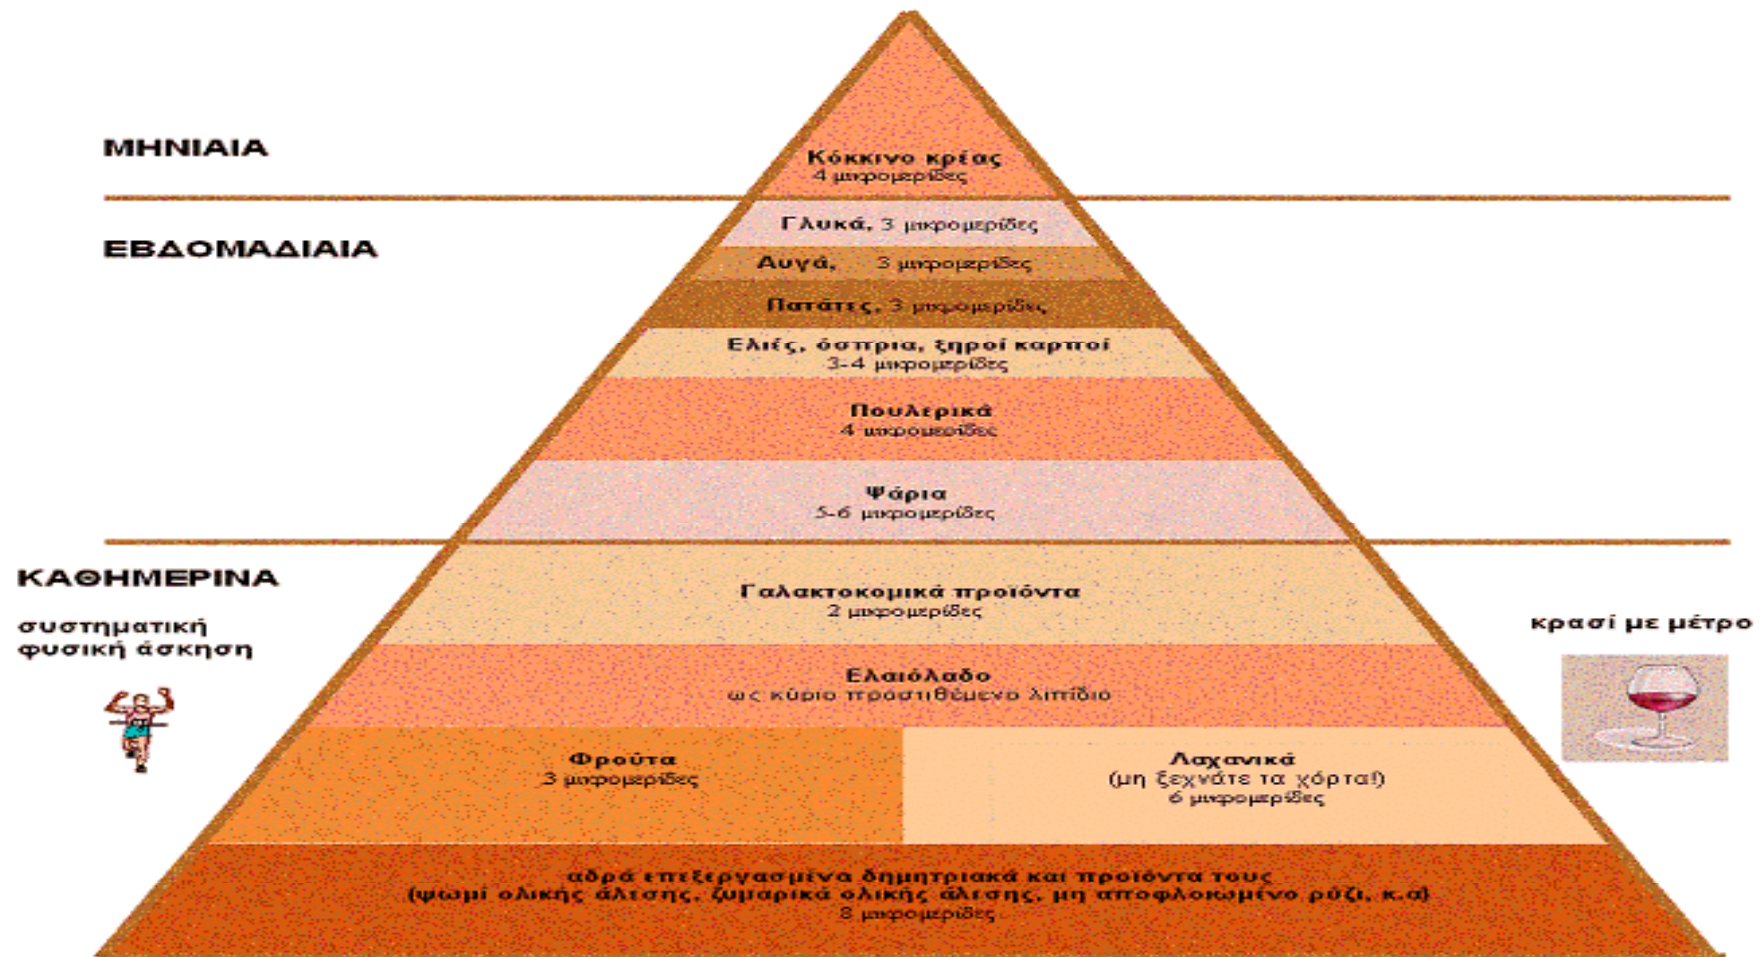 ΜΗΝΙΑΙΑ
Κόκκινο κρέας
4 μικρομερίδες
ΕΒΔΟΜΑΔΙΑΙΑ
Γλυκά, 3 μικρομερίδες
Αυγά, 3 μικρομερίδες
Πατάτες, 3 μικρομερίδες
Ελιές, όσπρια, ξηροί καρποί
3-4 μικρομερίδες
Πουλερικά
4 μικρομερίδες
Ψάρια
5-6 μικρομερίδες
ΚΑΘΗΜΕΡΙΝΑ
συστηματική
φυσική άσκηση
Γαλακτοκομικά προϊόντα
2 μικρομερίδες
κρασί με μέτρο
Ελαιόλαδο
ως κύριο προστιθέμενο λιπίδιο
Φρούτα
3 μικρομερίδες
Λαχανικά
(μη ξεχνάτε τα χόρτα!)
6 μικρομερίδες
αδρά επεξεργασμένα δημητριακά και προϊόντα τους
(ψωμί ολικής άλεσης, ζυμαρικά ολικής άλεσης, μη αποφλοιωμένο ρύζι, κ.α)
8 μικρομερίδες